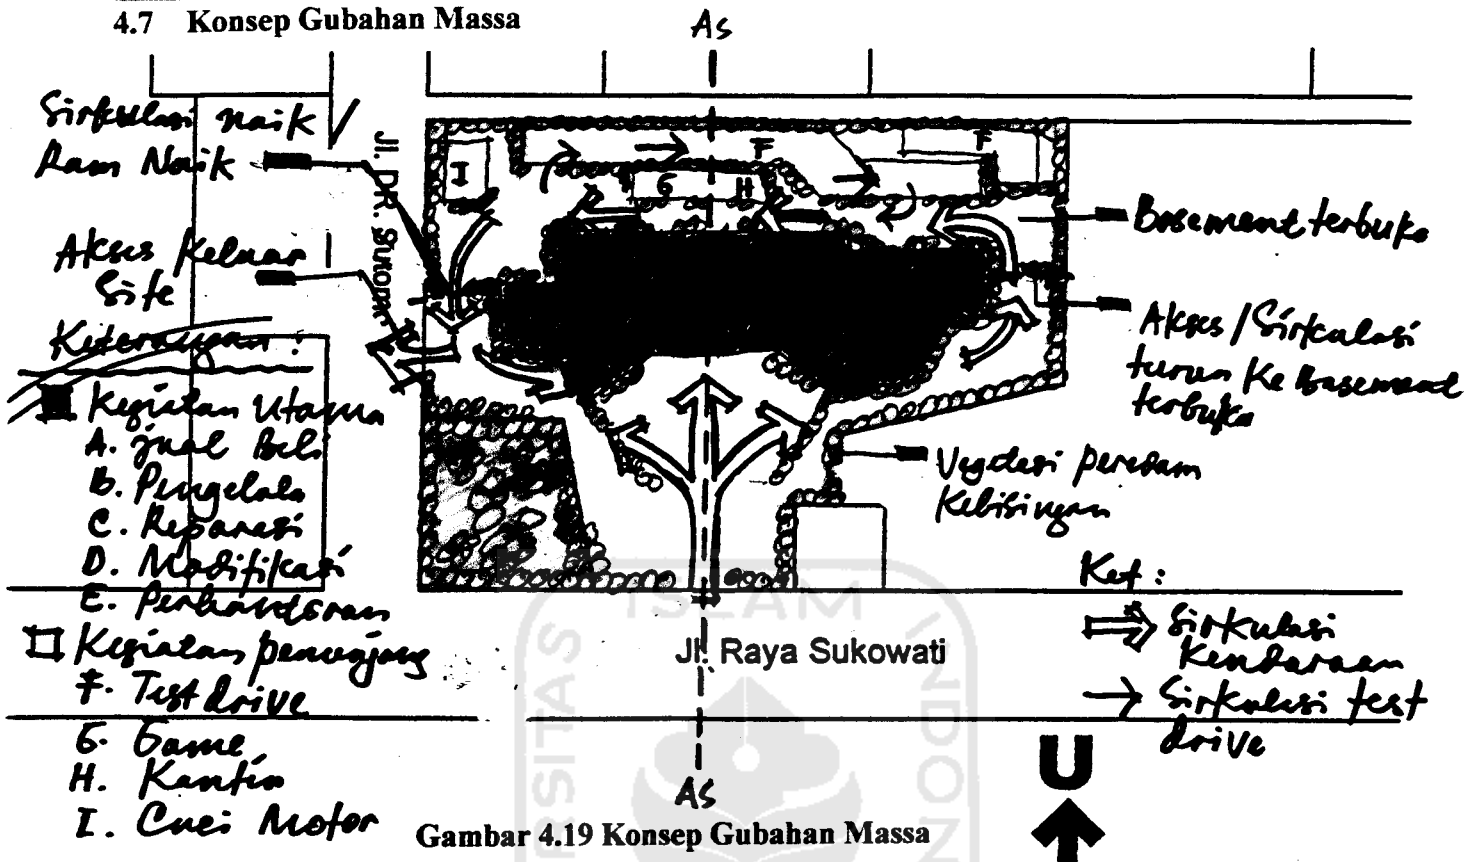 4.7 Konsep Gubahan Massa
As
Sirkulasi naik
Ram Naik
Jl. DR. Sutomo
Akses Keluar
Site
Keterangan :
Kegiatan Utama
A. Jual Beli
B. Pengelola
C. Reparasi
D. Modifikasi
E. Perkantoran
Kegiatan penunjang
F. Test drive
G. Game
H. Kantin
I. Cuci Motor
I
F
F
G
H
Basement terbuka
Akses / Sirkulasi
turun Ke Basement
terbuka
Vegetasi peredam
Kebisingan
Ket :
Sirkulasi
Kendaraan
Sirkulasi test
drive
Jl. Raya Sukowati
U
As
ISLAM
Gambar 4.19 Konsep Gubahan Massa